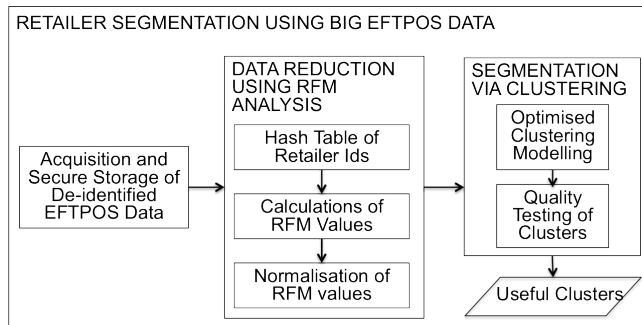 RETAILER SEGMENTATION USING BIG EFTPOS DATA
Acquisition and
Secure Storage of
De-identified
EFTPOS Data
DATA REDUCTION
USING RFM
ANALYSIS
Hash Table of
Retailer Ids
Calculations of
RFM Values
Normalisation of
RFM values
SEGMENTATION
VIA CLUSTERING
Optimised
Clustering
Modelling
Quality
Testing of
Clusters
Useful Clusters